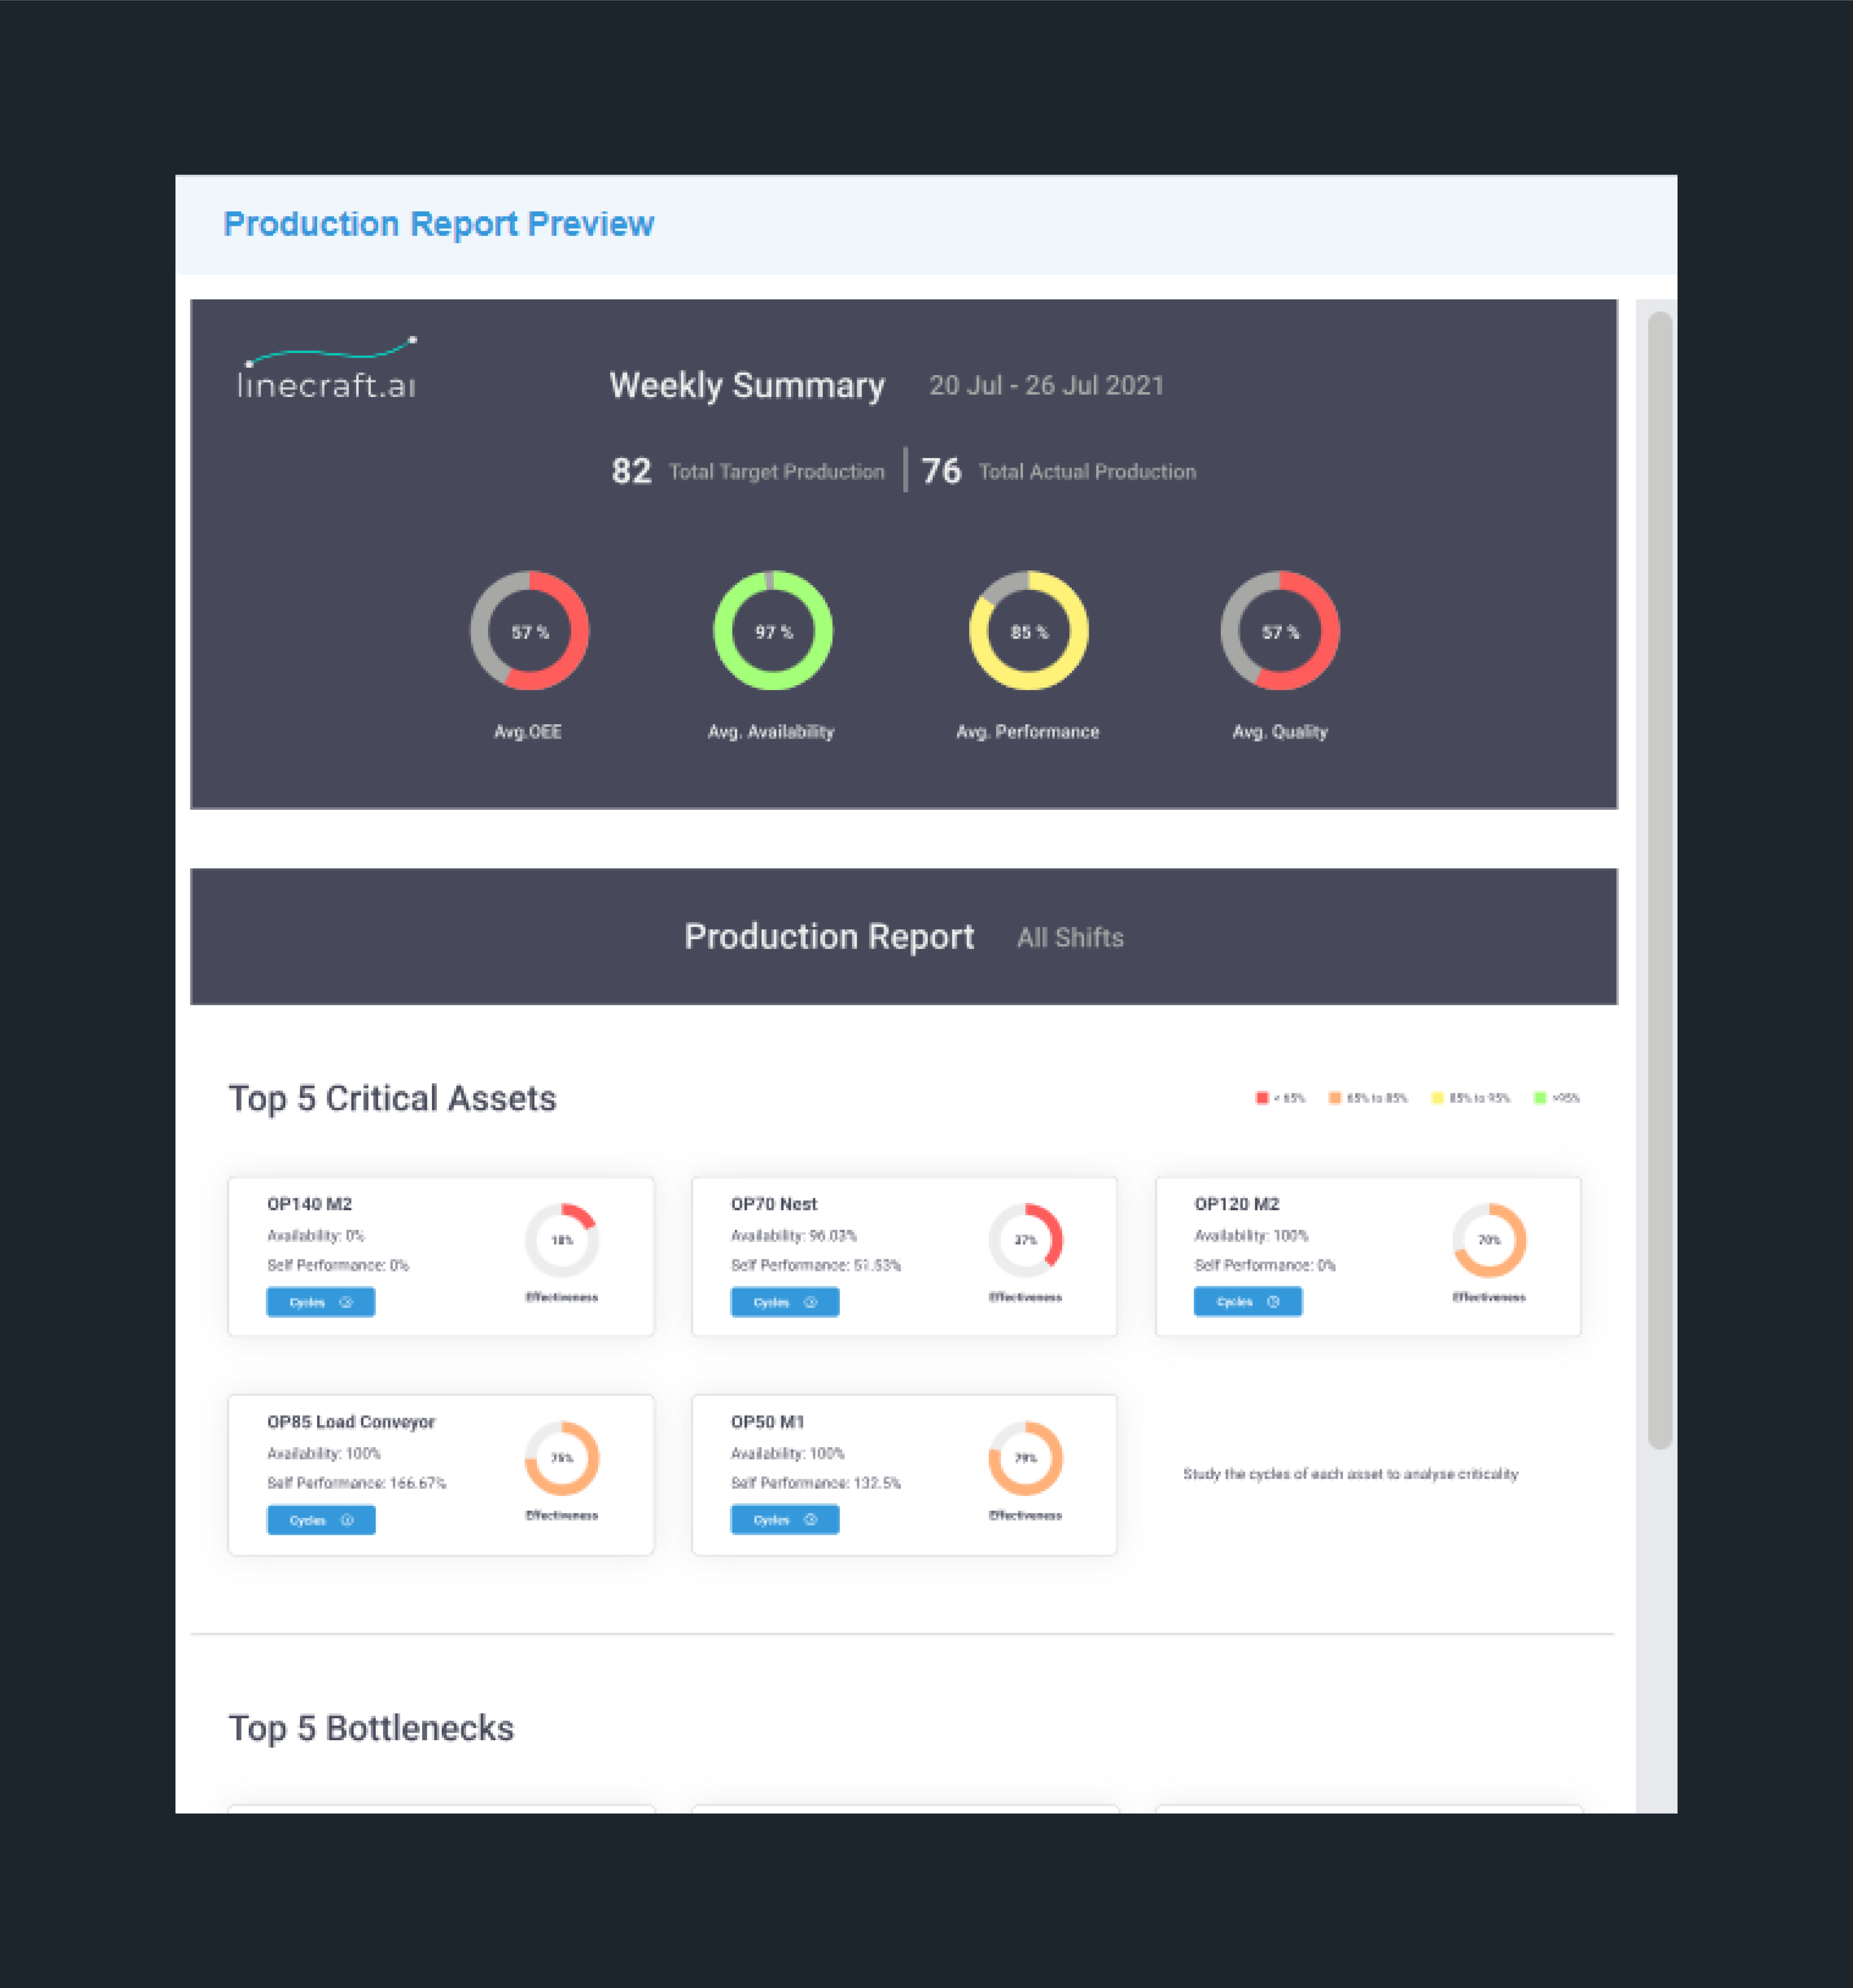 Production Report Preview
linecraft.ai
Weekly Summary 20 Jul - 26 Jul 2021
82 Total Target Production 76 Total Actual Production
57 % 97 % 85 % 57 %
Avg.OEE Avg. Availability Avg. Performance Avg. Quality
Production Report All Shifts
Top 5 Critical Assets
< 65% 65% to 85% 85% to 95% >95%
OP140 M2
Availability: 0%
Self Performance: 0%
Cycles
18%
Effectiveness
OP70 Nest
Availability: 96.03%
Self Performance: 51.53%
Cycles
37%
Effectiveness
OP120 M2
Availability: 100%
Self Performance: 0%
Cycles
70%
Effectiveness
OP85 Load Conveyor
Availability: 100%
Self Performance: 166.67%
Cycles
75%
Effectiveness
OP50 M1
Availability: 100%
Self Performance: 132.5%
Cycles
79%
Effectiveness
Study the cycles of each asset to analyse criticality
Top 5 Bottlenecks